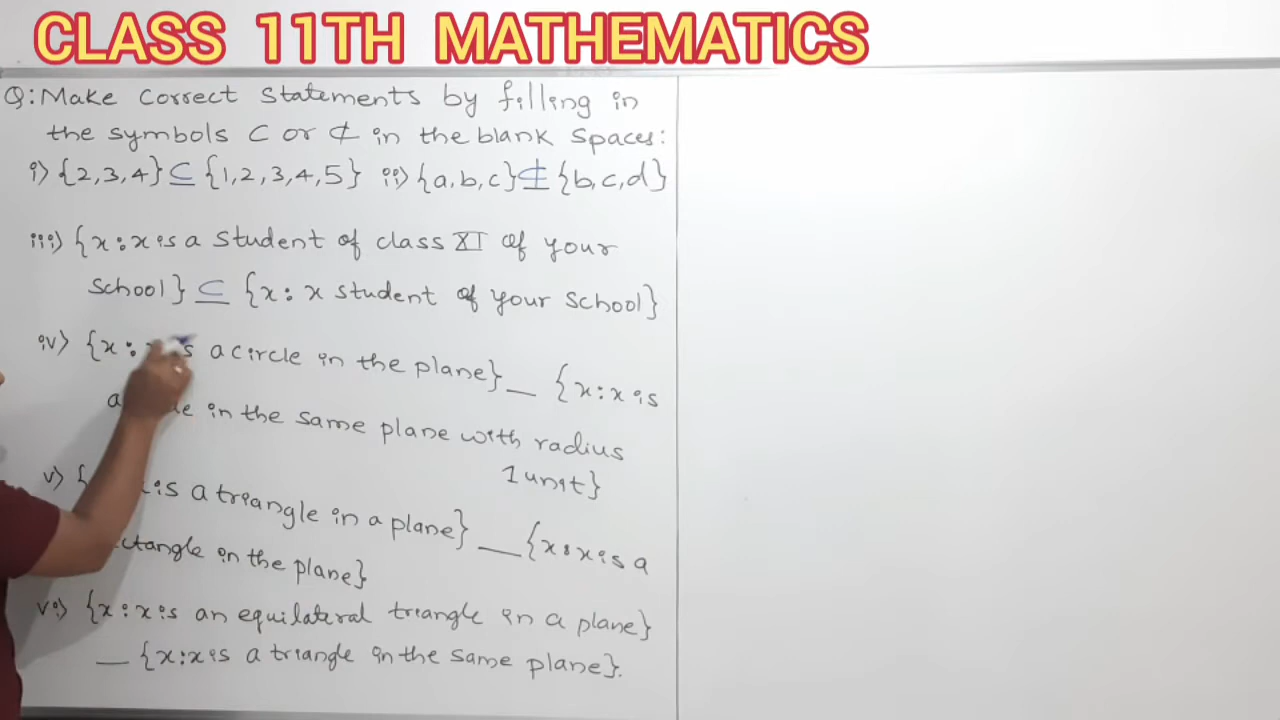 CLASS 11TH MATHEMATICS
Q: Make correct statements by filling in
the symbols ⊂ or ⊄ in the blank spaces:
i) {2,3,4} ⊂ {1,2,3,4,5} ii) {a,b,c} ⊄ {b,c,d}
iii) {x:x is a student of class XI of your
school} ⊂ {x: x student of your school}
iv) {x: is a circle in the plane} _ {x:x is
in the same plane with radius
1 unit}
v) { is a triangle in a plane} _ {x:x is a
in the plane}
vi) {x:x is an equilateral triangle in a plane}
_ {x:x is a triangle in the same plane}.